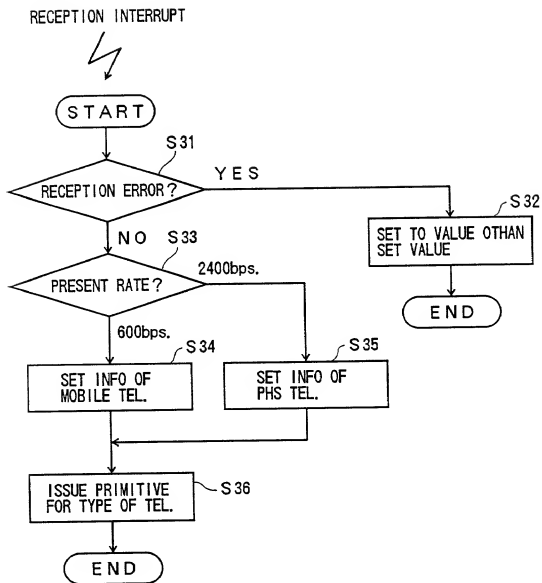 RECEPTION INTERRUPT
START
S31
RECEPTION ERROR?
YES
S32
SET TO VALUE OTHAN
SET VALUE
END
NO
S33
PRESENT RATE?
2400bps.
600bps.
S34
SET INFO OF
MOBILE TEL.
S35
SET INFO OF
PHS TEL.
ISSUE PRIMITIVE
FOR TYPE OF TEL.
S36
END